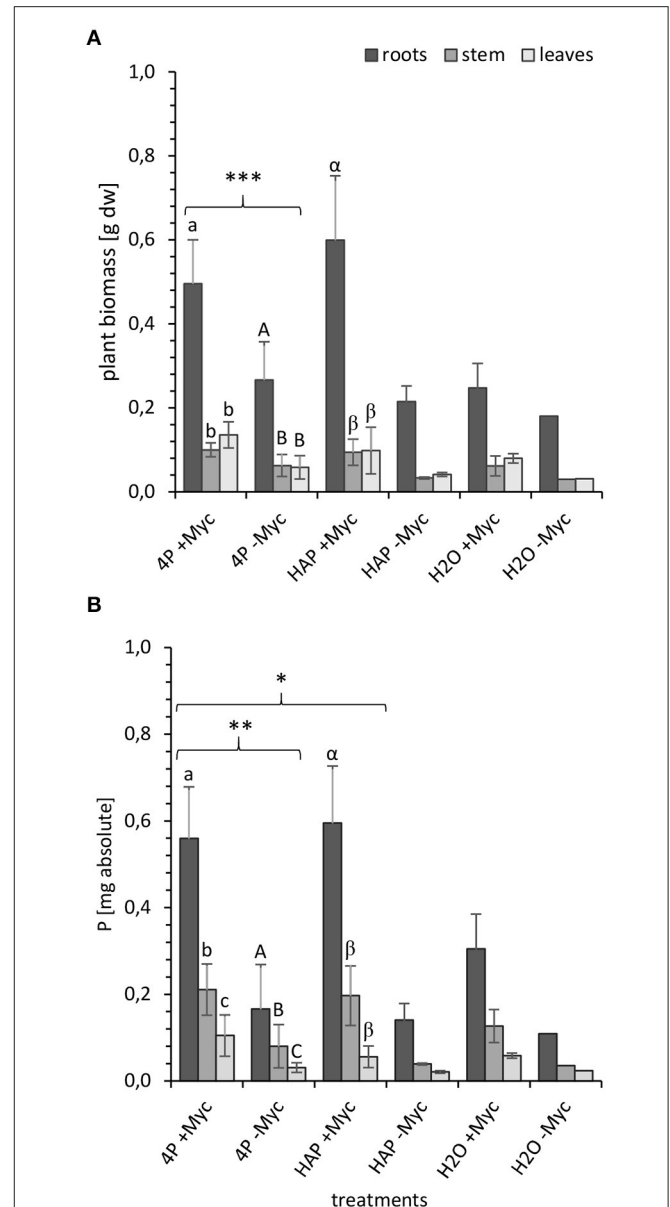 A
roots stem leaves
1,0
0,8
0,6
0,4
0,2
0,0
plant biomass [g dw]
***
a
b
b
A
B
B
α
β
β
4P +Myc
4P -Myc
HAP +Myc
HAP -Myc
H2O +Myc
H2O -Myc
B
1,0
0,8
0,6
0,4
0,2
0,0
P [mg absolute]
*
**
a
b
c
A
B
C
α
β
β
4P +Myc
4P -Myc
HAP +Myc
HAP -Myc
H2O +Myc
H2O -Myc
treatments